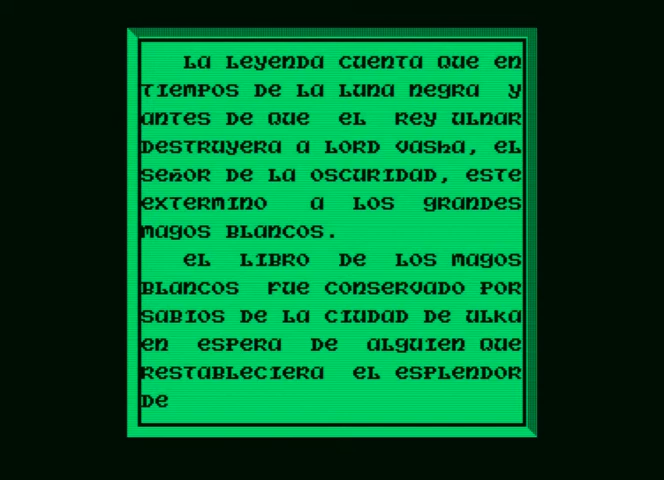 La Leyenda cuenta que en
tiempos de la luna negra y
antes de que el rey ulnar
destruyera a lord vasha, el
señor de la oscuridad, este
extermino a los grandes
magos blancos.
el libro de los magos
blancos fue conservado por
sabios de la ciudad de ulka
en espera de alguien que
restableciera el esplendor
de